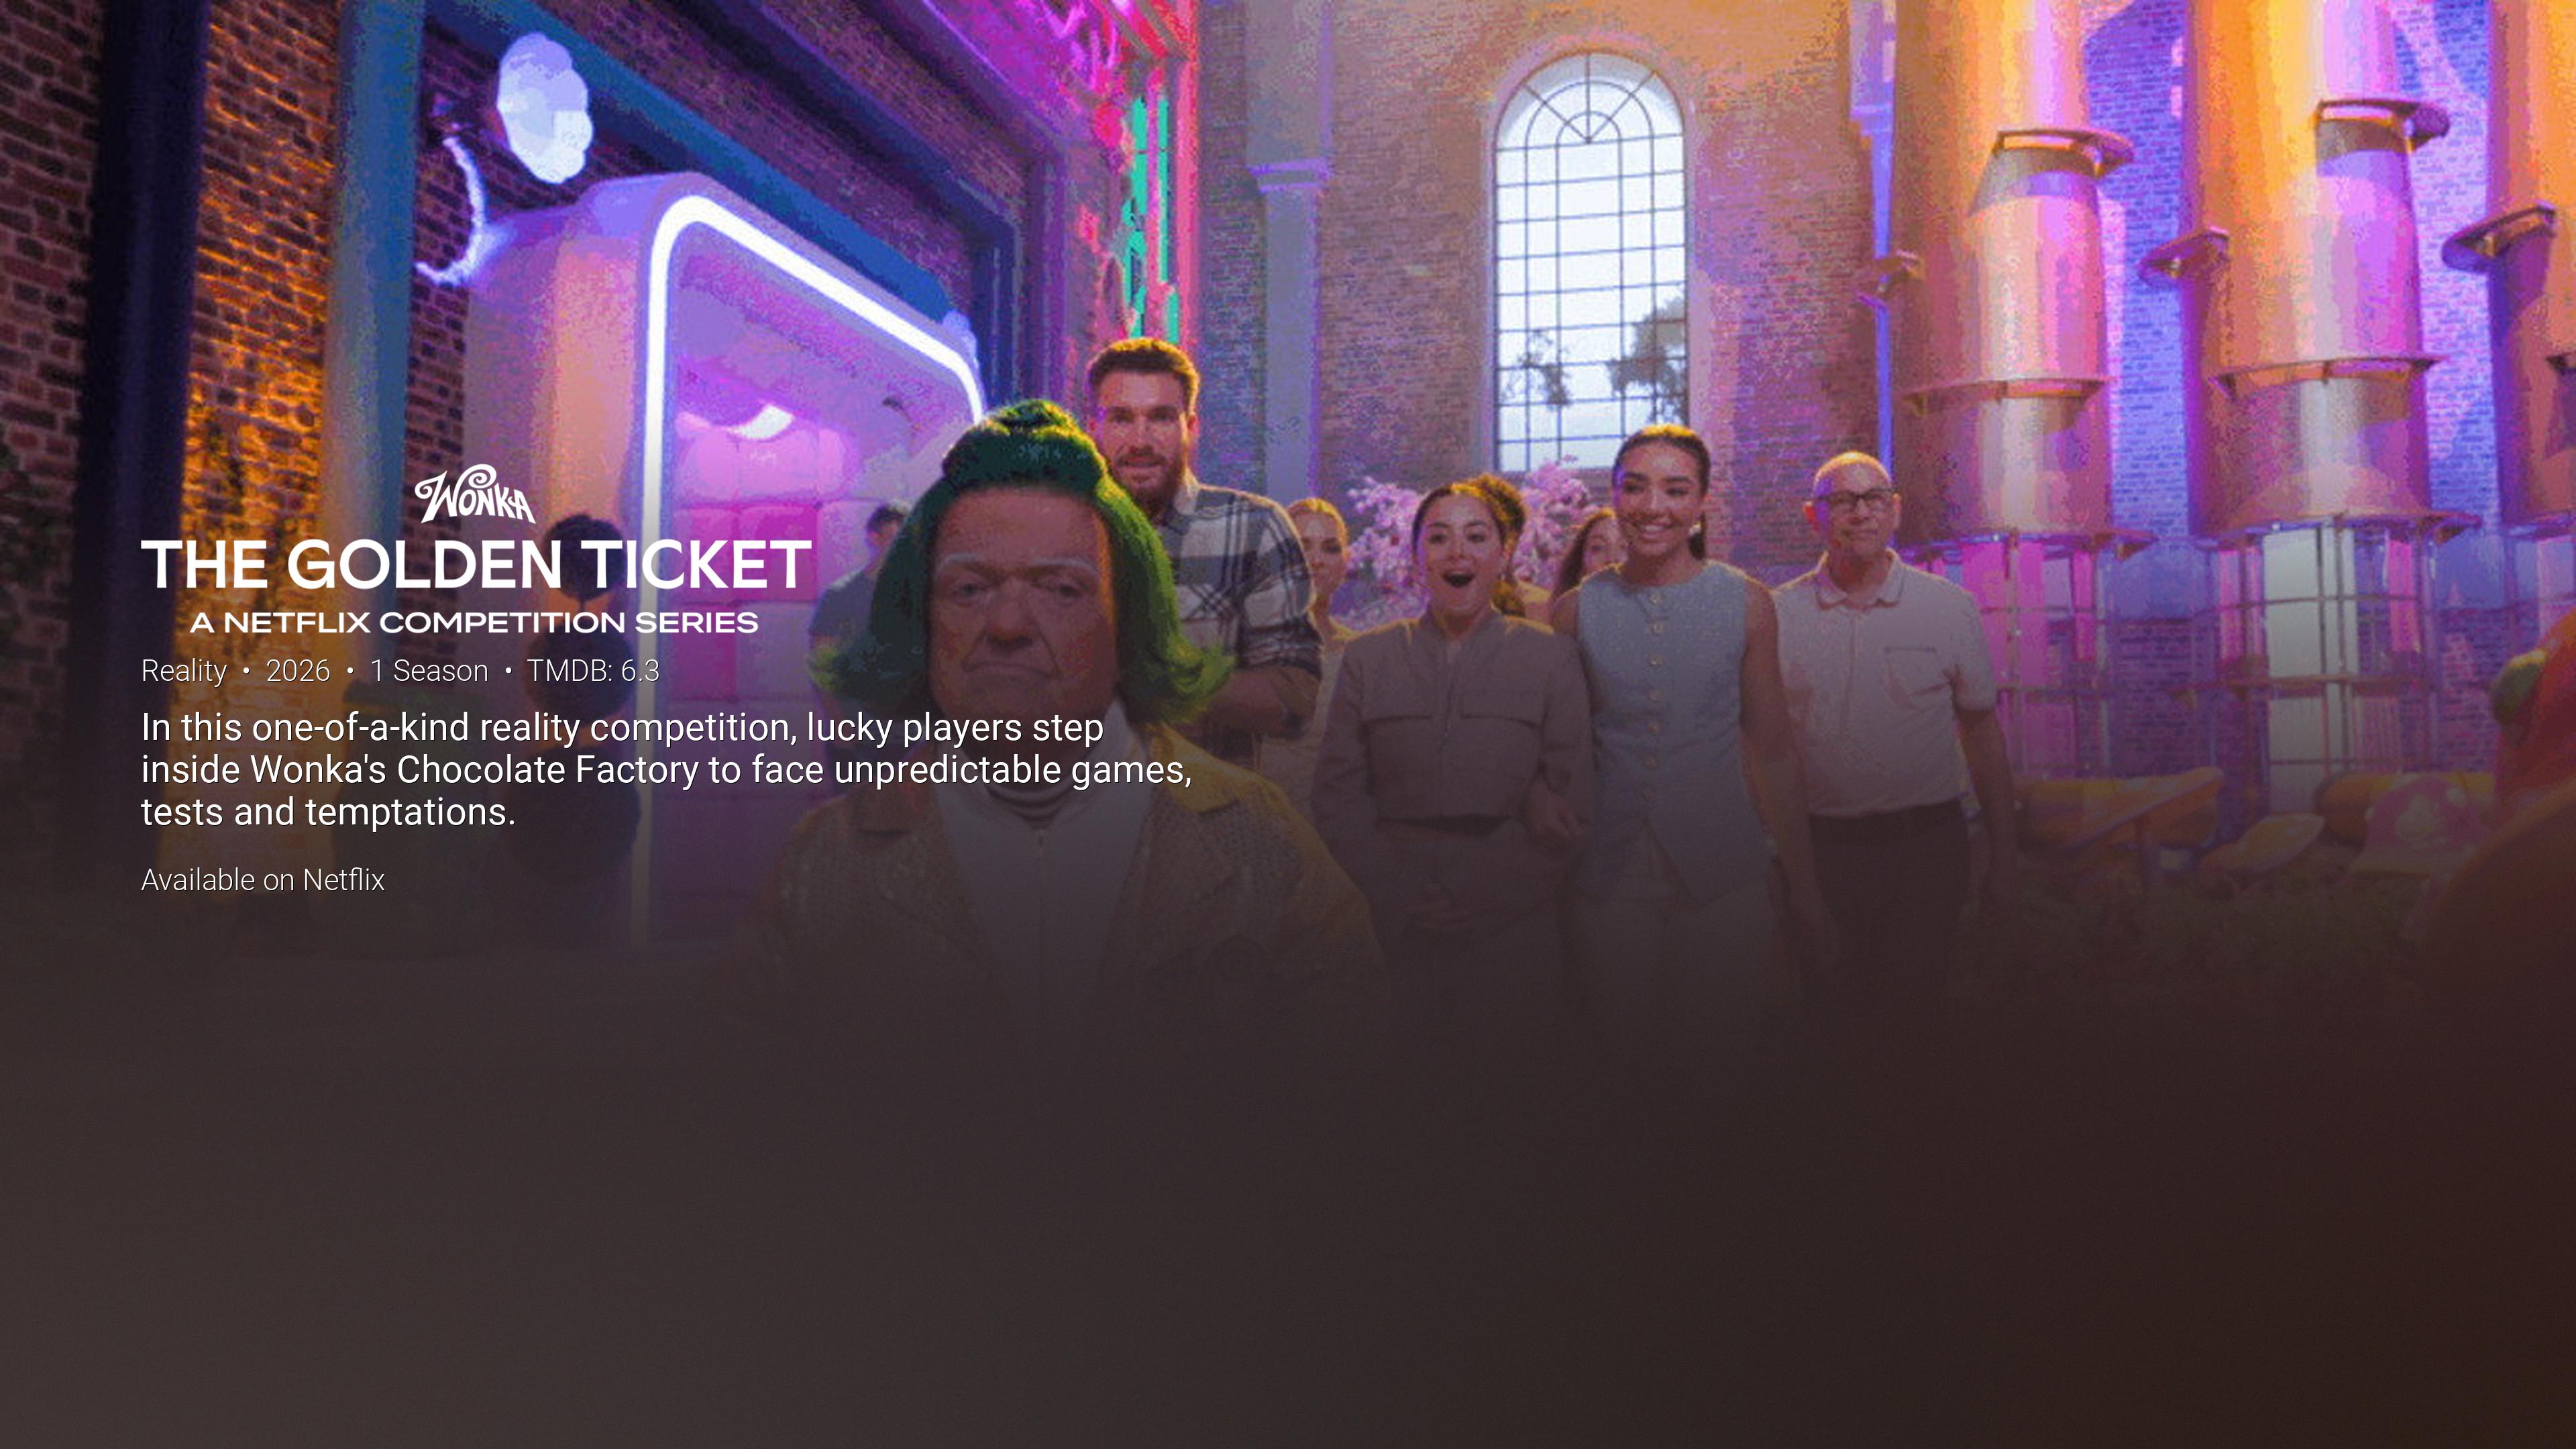 WONKA
THE GOLDEN TICKET
A NETFLIX COMPETITION SERIES
Reality • 2026 • 1 Season • TMDB: 6.3
In this one-of-a-kind reality competition, lucky players step
inside Wonka's Chocolate Factory to face unpredictable games,
tests and temptations.
Available on Netflix